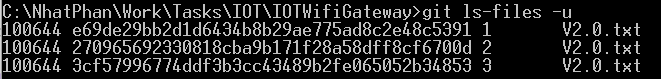 C:\NhatPhan\Work\Tasks\IOT\IOTWifiGateway>git ls-files -u
100644 e69de29bb2d1d6434b8b29ae775ad8c2e48c5391 1 V2.0.txt
100644 270965692330818cba9b171f28a58dff8cf6700d 2 V2.0.txt
100644 3cf57996774ddf3b3cc43489b2fe065052b34853 3 V2.0.txt